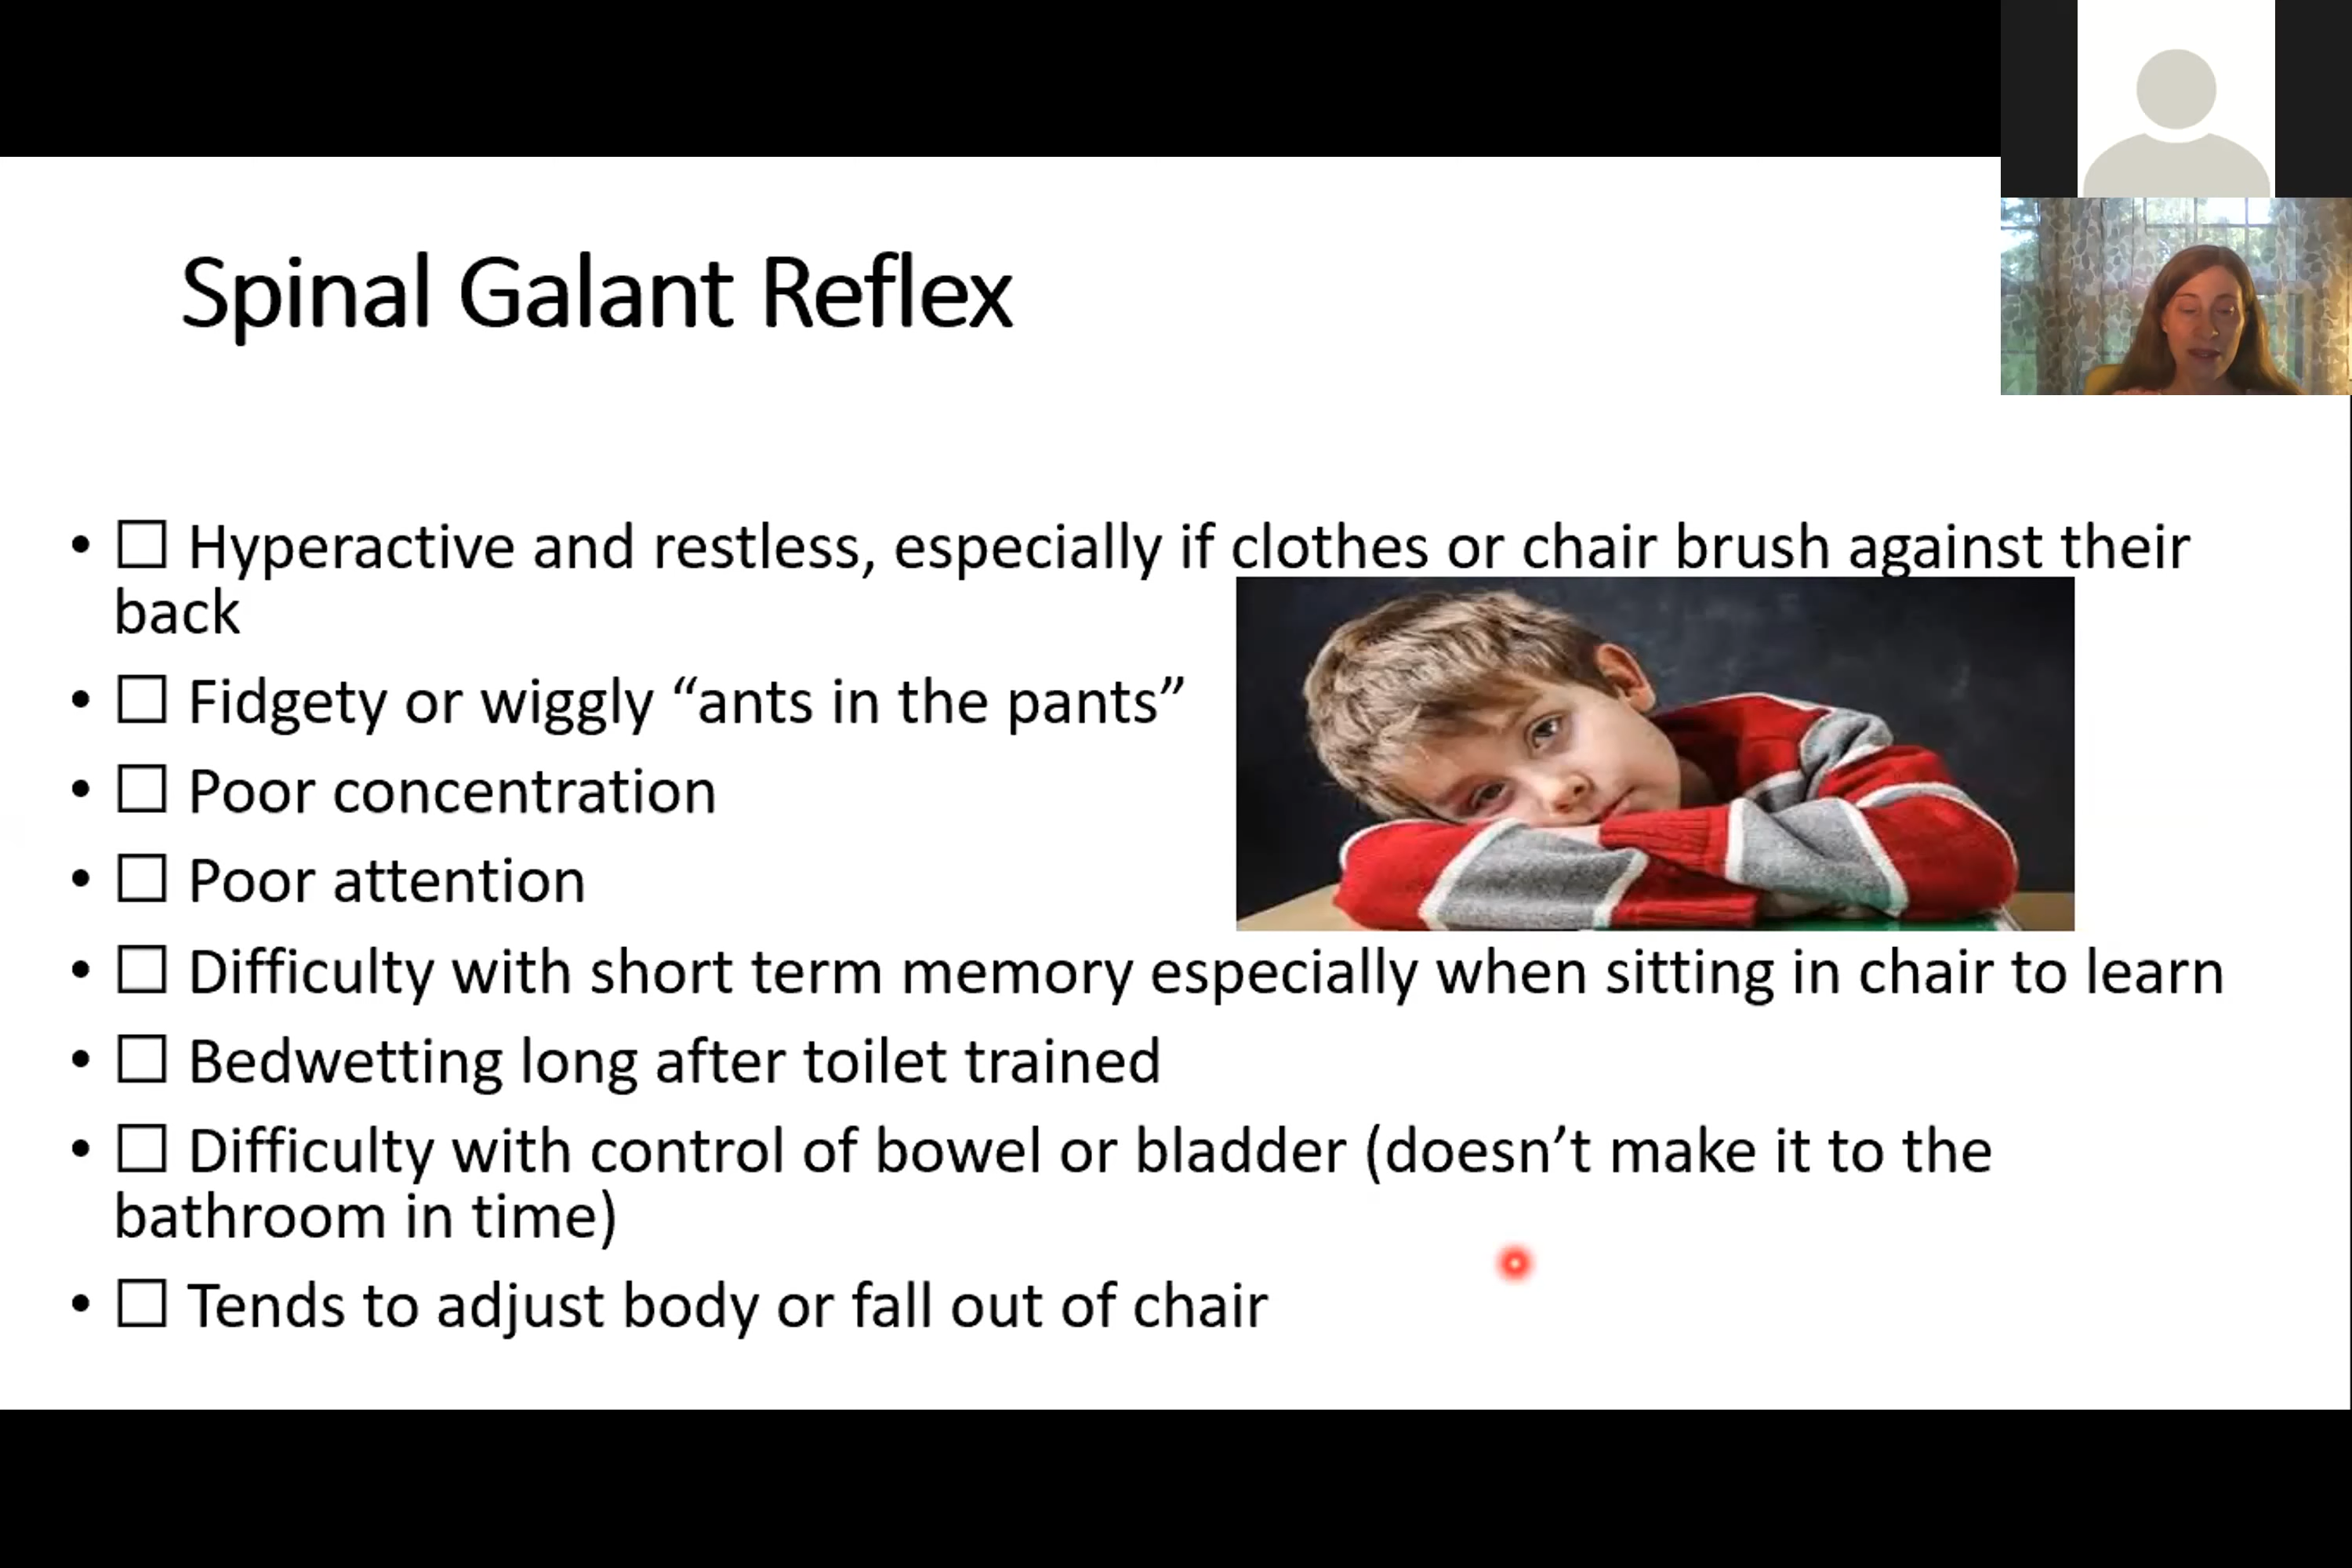 Spinal Galant Reflex
• ☐ Hyperactive and restless, especially if clothes or chair brush against their
back
• ☐ Fidgety or wiggly “ants in the pants”
• ☐ Poor concentration
• ☐ Poor attention
• ☐ Difficulty with short term memory especially when sitting in chair to learn
• ☐ Bedwetting long after toilet trained
• ☐ Difficulty with control of bowel or bladder (doesn’t make it to the
bathroom in time)
• ☐ Tends to adjust body or fall out of chair